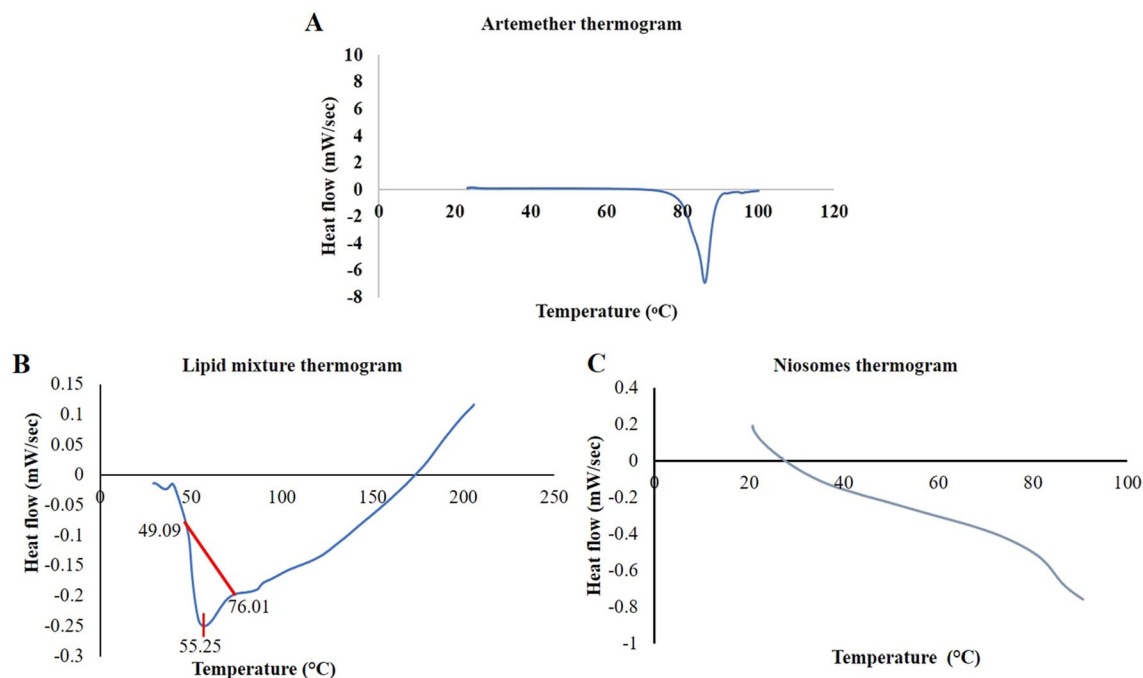 A
Artemether thermogram
Heat flow (mW/sec)
10
8
6
4
2
0
-2
-4
-6
-8
0 20 40 60 80 100 120
Temperature (ᵒC)
B
Lipid mixture thermogram
Heat flow (mW/sec)
0.15
0.1
0.05
0
-0.05
-0.1
-0.15
-0.2
-0.25
-0.3
0 50 100 150 200 250
49.09
76.01
55.25
Temperature (°C)
C
Niosomes thermogram
Heat flow (mW/sec)
0.4
0.2
0
-0.2
-0.4
-0.6
-0.8
-1
0 20 40 60 80 100
Temperature (°C)